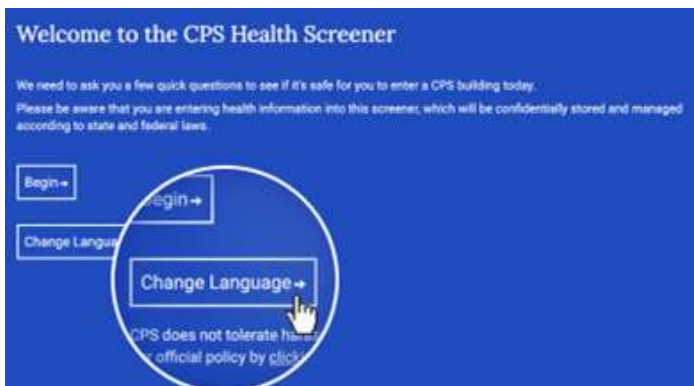 Welcome to the CPS Health Screener
We need to ask you a few quick questions to see if it's safe for you to enter a CPS building today.
Please be aware that you are entering health information into this screener, which will be confidentially stored and managed
according to state and federal laws.
Begin→
egin→
Change Langua
Change Language→
CPS does not tolerate
official policy by